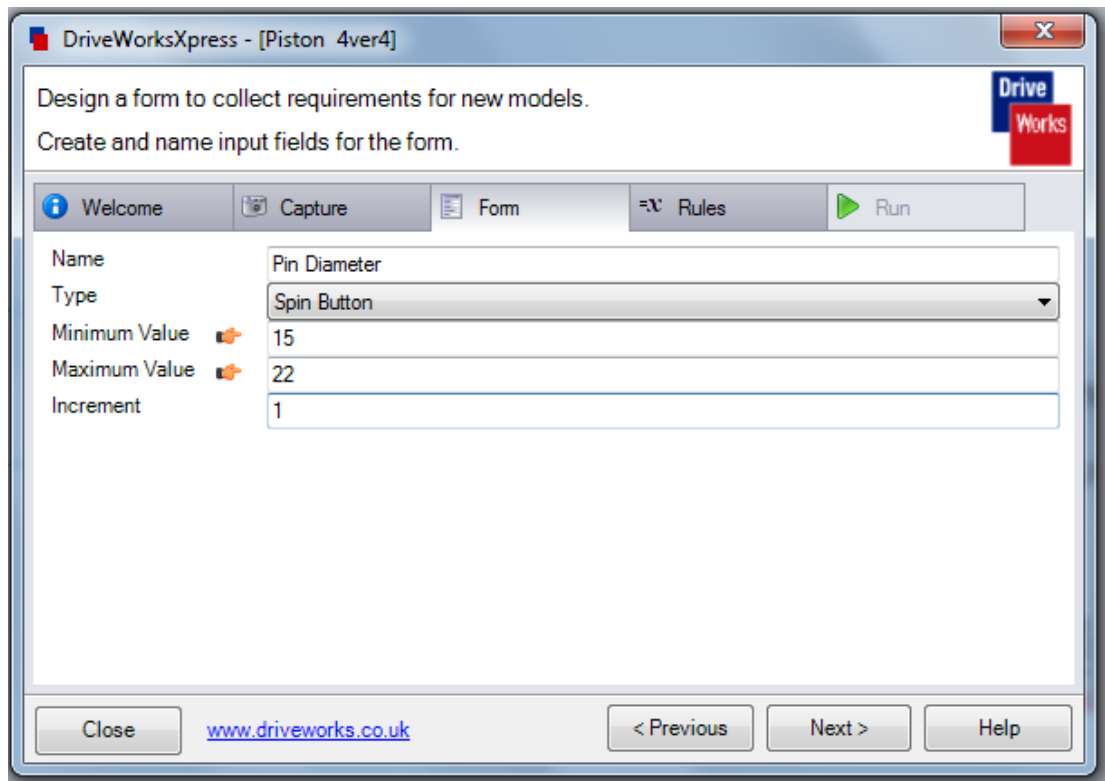 DriveWorksXpress - [Piston 4ver4]
x
Design a form to collect requirements for new models.
Create and name input fields for the form.
Drive
Works
Welcome Capture Form =x Rules Run
Name Pin Diameter
Type Spin Button
Minimum Value 15
Maximum Value 22
Increment 1
Close www.driveworks.co.uk < Previous Next > Help